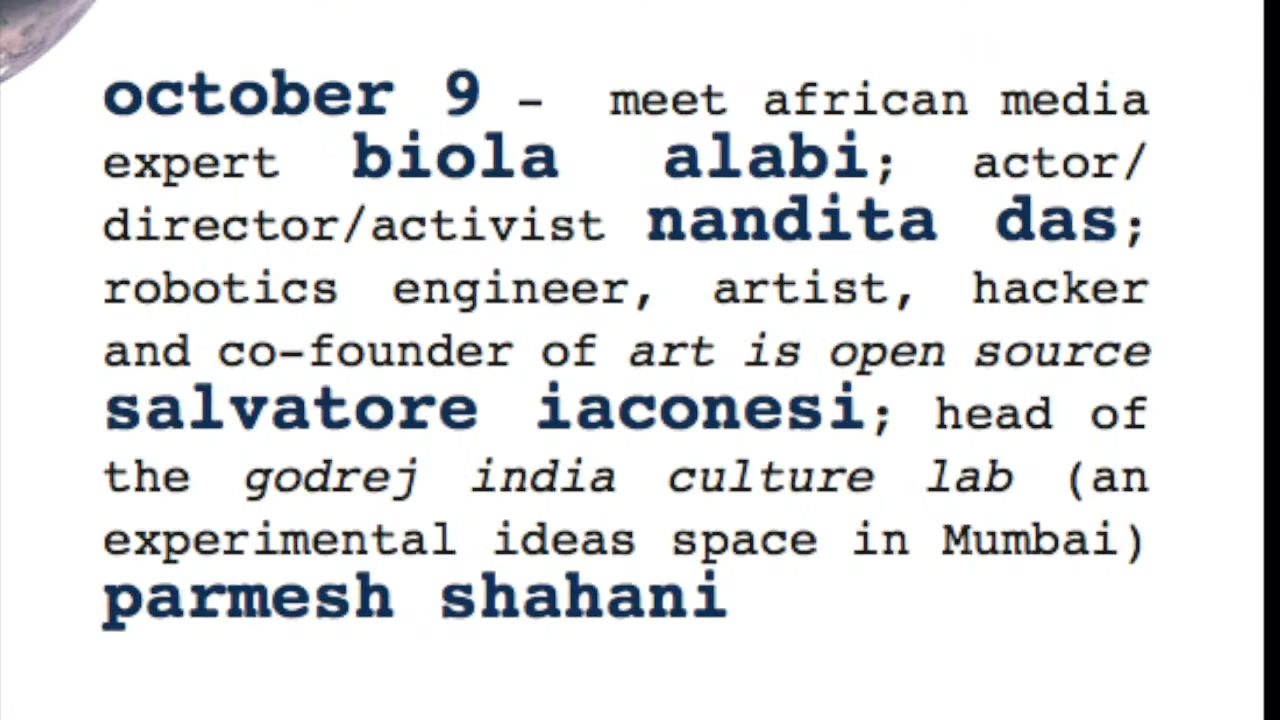 october 9 - meet african media
expert biola alabi; actor/
director/activist nandita das;
robotics engineer, artist, hacker
and co-founder of art is open source
salvatore iaconesi; head of
the godrej india culture lab (an
experimental ideas space in Mumbai)
parmesh shahani